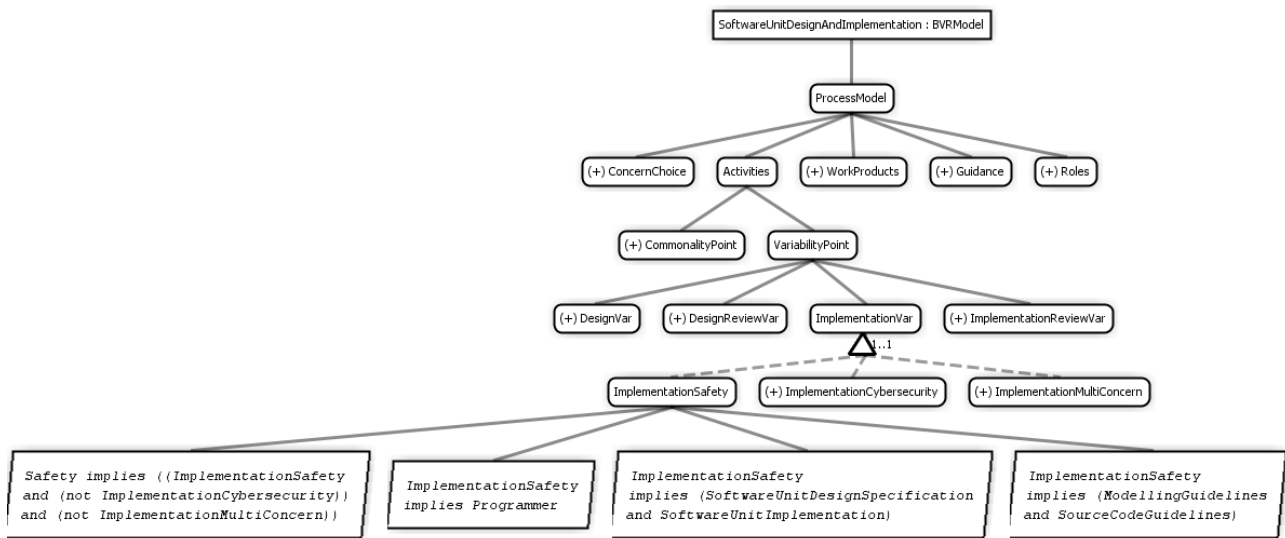 SoftwareUnitDesignAndImplementation : BVRModel
ProcessModel
(+) ConcernChoice
Activities
(+) WorkProducts
(+) Guidance
(+) Roles
(+) CommonalityPoint
VariabilityPoint
(+) DesignVar
(+) DesignReviewVar
ImplementationVar
(+) ImplementationReviewVar
1..1
ImplementationSafety
(+) ImplementationCybersecurity
(+) ImplementationMultiConcern
Safety implies ((ImplementationSafety
and (not ImplementationCybersecurity))
and (not ImplementationMultiConcern))
ImplementationSafety
implies Programmer
ImplementationSafety
implies (SoftwareUnitDesignSpecification
and SoftwareUnitImplementation)
ImplementationSafety
implies (ModellingGuidelines
and SourceCodeGuidelines)